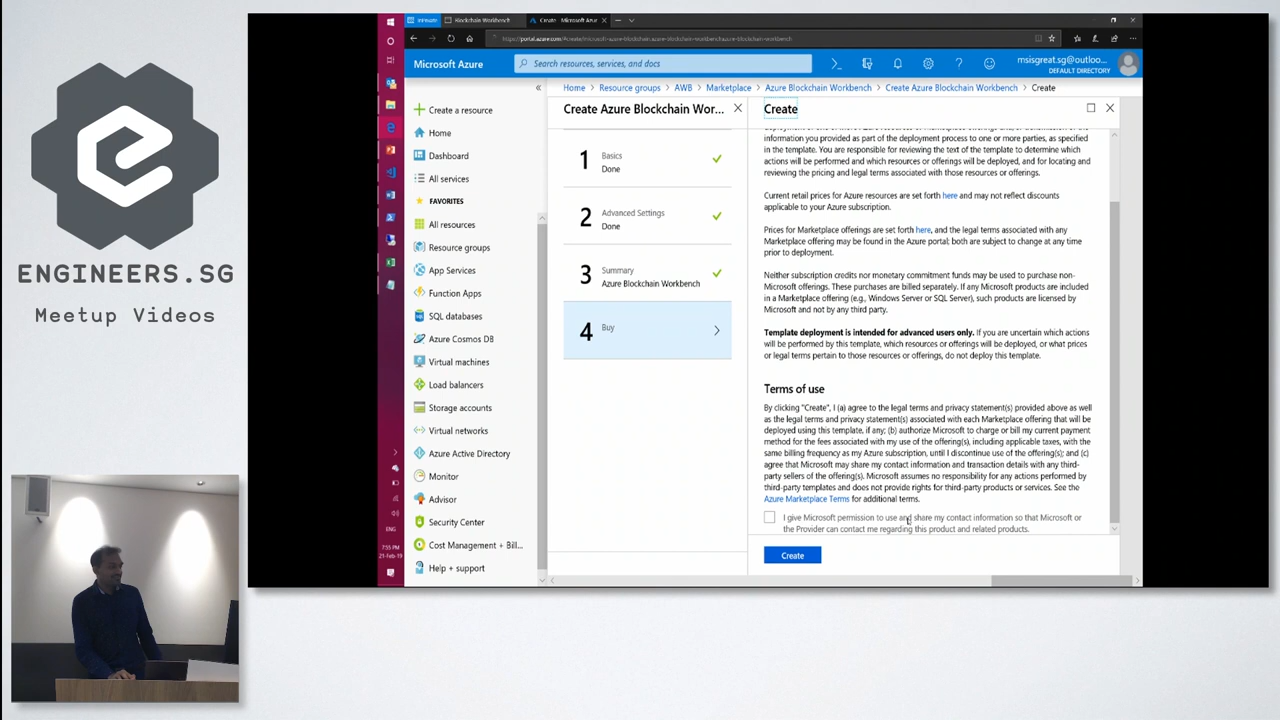 ENGINEERS.SG
Meetup Videos
InPrivate
Blockchain Workbench
Create - Microsoft Azur
Microsoft Azure
Search resources, services, and docs
msisgreat.sg@outloo...
DEFAULT DIRECTORY
Home
Resource groups
AWB
Marketplace
Azure Blockchain Workbench
Create Azure Blockchain Workbench
Create
Create a resource
Home
Dashboard
All services
FAVORITES
All resources
Resource groups
App Services
Function Apps
SQL databases
Azure Cosmos DB
Virtual machines
Load balancers
Storage accounts
Virtual networks
Azure Active Directory
Monitor
Advisor
Security Center
Cost Management + Bill...
Help + support
Create Azure Blockchain Wor...
1
Basics
Done
2
Advanced Settings
Done
3
Summary
Azure Blockchain Workbench
4
Buy
Create
information you provided as part of the deployment process to one or more parties, as specified
in the template. You are responsible for reviewing the text of the template to determine which
actions will be performed and which resources or offerings will be deployed, and for locating and
reviewing the pricing and legal terms associated with those resources or offerings.
Current retail prices for Azure resources are set forth here and may not reflect discounts
applicable to your Azure subscription.
Prices for Marketplace offerings are set forth here, and the legal terms associated with any
Marketplace offering may be found in the Azure portal; both are subject to change at any time
prior to deployment.
Neither subscription credits nor monetary commitment funds may be used to purchase non-
Microsoft offerings. These purchases are billed separately. If any Microsoft products are included
in a Marketplace offering (e.g., Windows Server or SQL Server), such products are licensed by
Microsoft and not by any third party.
Template deployment is intended for advanced users only. If you are uncertain which actions
will be performed by this template, which resources or offerings will be deployed, or what prices
or legal terms pertain to those resources or offerings, do not deploy this template.
Terms of use
By clicking "Create", I (a) agree to the legal terms and privacy statement(s) provided above as well
as the legal terms and privacy statement(s) associated with each Marketplace offering that will be
deployed using this template, if any; (b) authorize Microsoft to charge or bill my current payment
method for the fees associated with my use of the offering(s), including applicable taxes, with the
same billing frequency as my Azure subscription, until I discontinue use of the offering(s); and (c)
agree that Microsoft may share my contact information and transaction details with any third-
party sellers of the offering(s). Microsoft assumes no responsibility for any actions performed by
third-party templates and does not provide rights for third-party products or services. See the
Azure Marketplace Terms for additional terms.
I give Microsoft permission to use and share my contact information so that Microsoft or
the Provider can contact me regarding this product and related products.
Create
ENG
7:55 PM
21-Feb-19